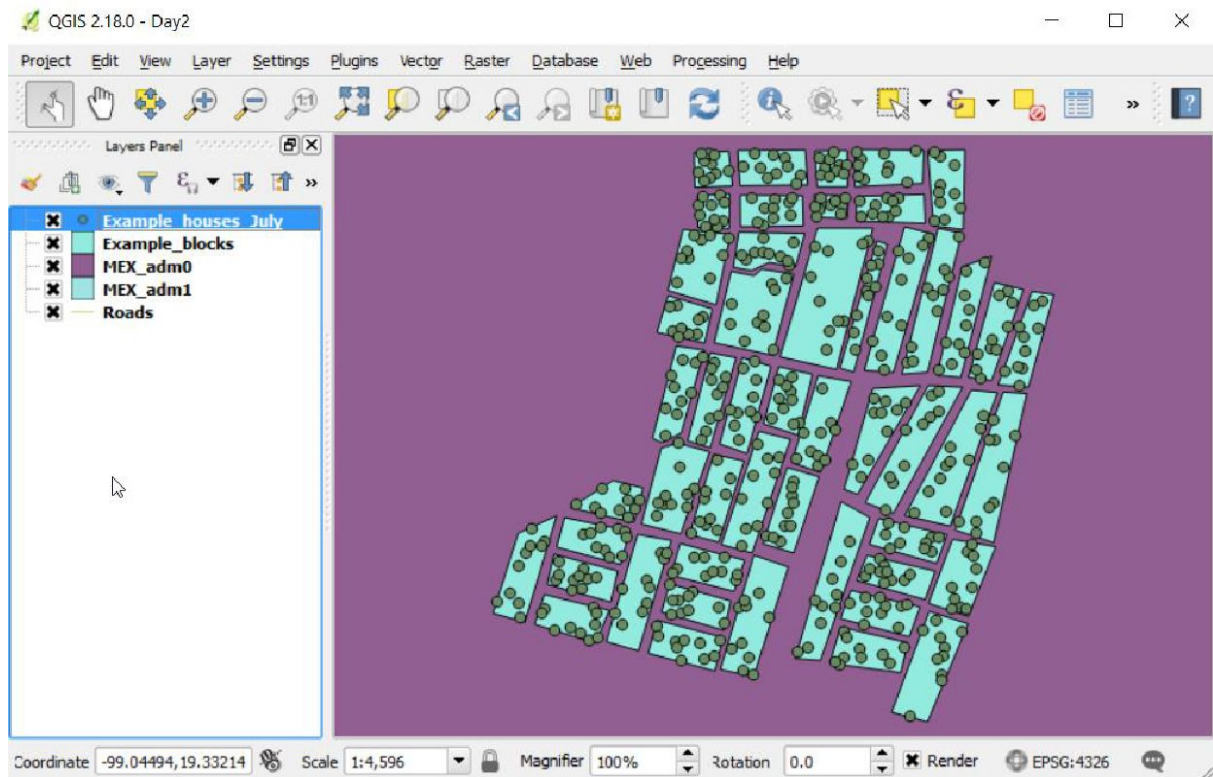 QGIS 2.18.0 - Day2
Project Edit View Layer Settings Plugins Vector Raster Database Web Processing Help
1:1
»
?
Layers Panel
»
Example_houses_July
Example_blocks
MEX_adm0
MEX_adm1
Roads
Coordinate -99.04494,19.33214 Scale 1:4,596 Magnifier 100% Rotation 0.0 Render EPSG:4326